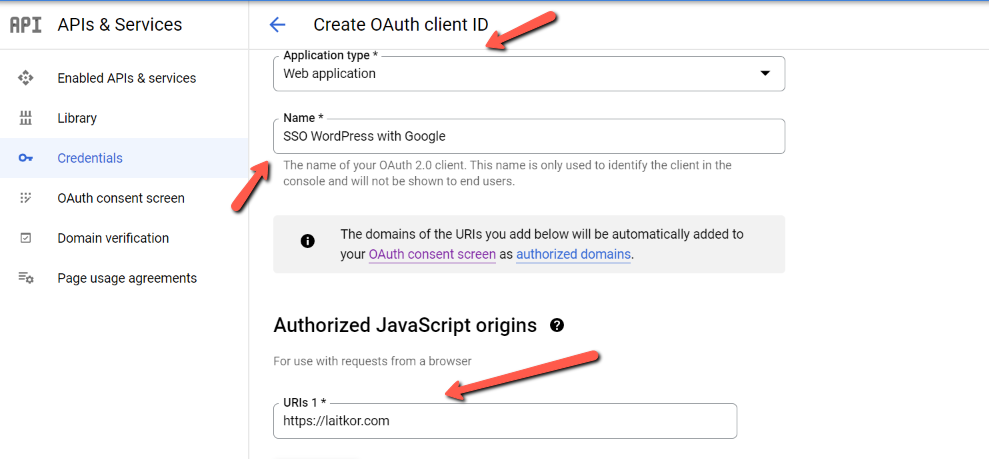 API APIs & Services
Create OAuth client ID
Enabled APIs & services
Library
Credentials
OAuth consent screen
Domain verification
Page usage agreements
Application type *
Web application
Name *
SSO WordPress with Google
The name of your OAuth 2.0 client. This name is only used to identify the client in the
console and will not be shown to end users.
The domains of the URIs you add below will be automatically added to
your OAuth consent screen as authorized domains.
Authorized JavaScript origins
For use with requests from a browser
URIs 1 *
https://laitkor.com